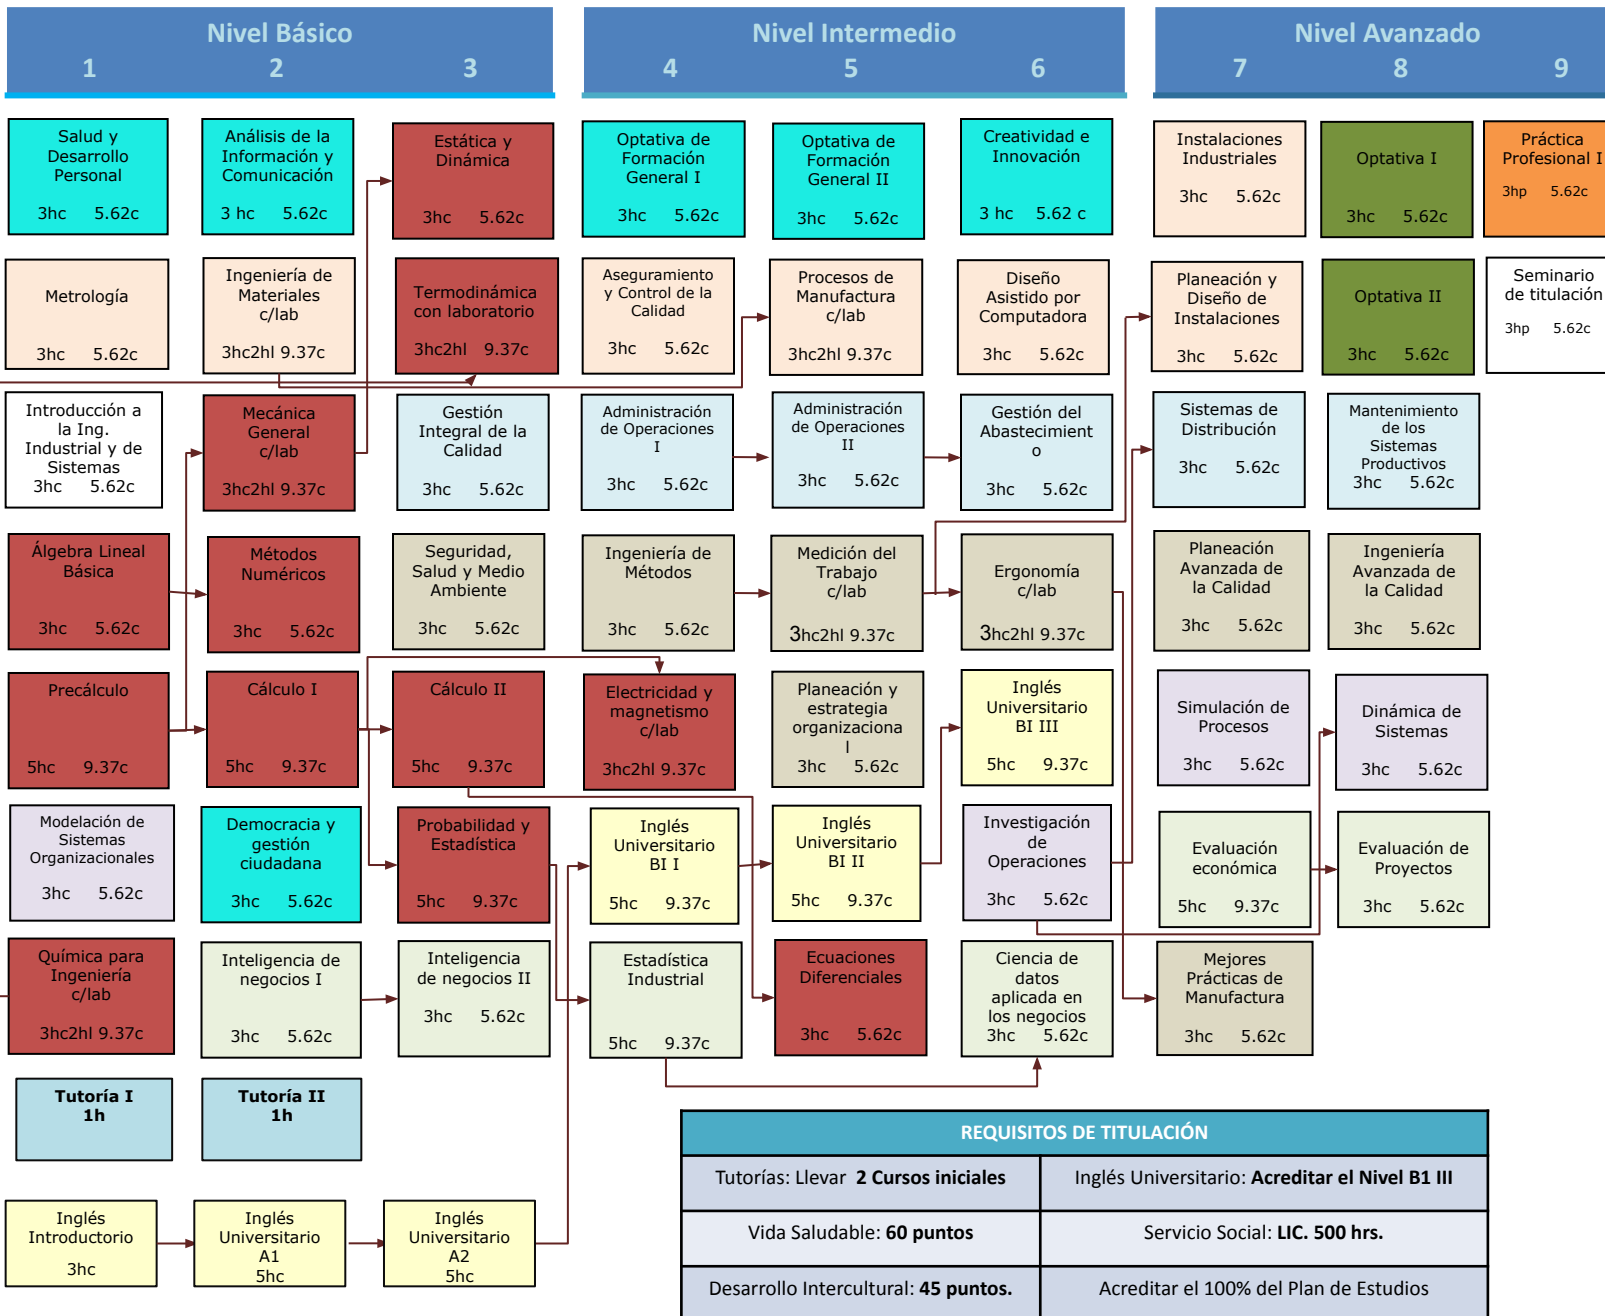 Nivel Básico
1 2 3
Nivel Intermedio
4 5 6
Nivel Avanzado
7 8 9
Salud y
Desarrollo
Personal
3hc 5.62c
Análisis de la
Información y
Comunicación
3 hc 5.62c
Estática y
Dinámica
3hc 5.62c
Optativa de
Formación
General I
3hc 5.62c
Optativa de
Formación
General II
3hc 5.62c
Creatividad e
Innovación
3 hc 5.62 c
Instalaciones
Industriales
3hc 5.62c
Optativa I
3hc 5.62c
Práctica
Profesional I
3hp 5.62c
Metrología
3hc 5.62c
Ingeniería de
Materiales
c/lab
3hc2hl 9.37c
Termodinámica
con laboratorio
3hc2hl 9.37c
Aseguramiento
y Control de la
Calidad
3hc 5.62c
Procesos de
Manufactura
c/lab
3hc2hl 9.37c
Diseño
Asistido por
Computadora
3hc 5.62c
Planeación y
Diseño de
Instalaciones
3hc 5.62c
Optativa II
3hc 5.62c
Seminario
de titulación
3hp 5.62c
Introducción a
la Ing.
Industrial y de
Sistemas
3hc 5.62c
Mecánica
General
c/lab
3hc2hl 9.37c
Gestión
Integral de la
Calidad
3hc 5.62c
Administración
de Operaciones
I
3hc 5.62c
Administración
de Operaciones
II
3hc 5.62c
Gestión del
Abastecimient
o
3hc 5.62c
Sistemas de
Distribución
3hc 5.62c
Mantenimiento
de los
Sistemas
Productivos
3hc 5.62c
Álgebra Lineal
Básica
3hc 5.62c
Métodos
Numéricos
3hc 5.62c
Seguridad,
Salud y Medio
Ambiente
3hc 5.62c
Ingeniería de
Métodos
3hc 5.62c
Medición del
Trabajo
c/lab
3hc2hl 9.37c
Ergonomía
c/lab
3hc2hl 9.37c
Planeación
Avanzada de
la Calidad
3hc 5.62c
Ingeniería
Avanzada de
la Calidad
3hc 5.62c
Precálculo
5hc 9.37c
Cálculo I
5hc 9.37c
Cálculo II
5hc 9.37c
Electricidad y
magnetismo
c/lab
3hc2hl 9.37c
Planeación y
estrategia
organizaciona
l
3hc 5.62c
Inglés
Universitario
BI III
5hc 9.37c
Simulación de
Procesos
3hc 5.62c
Dinámica de
Sistemas
3hc 5.62c
Modelación de
Sistemas
Organizacionales
3hc 5.62c
Democracia y
gestión
ciudadana
3hc 5.62c
Probabilidad y
Estadística
5hc 9.37c
Inglés
Universitario
BI I
5hc 9.37c
Inglés
Universitario
BI II
5hc 9.37c
Investigación
de
Operaciones
3hc 5.62c
Evaluación
económica
5hc 9.37c
Evaluación de
Proyectos
3hc 5.62c
Química para
Ingeniería
c/lab
3hc2hl 9.37c
Inteligencia de
negocios I
3hc 5.62c
Inteligencia
de negocios II
3hc 5.62c
Estadística
Industrial
5hc 9.37c
Ecuaciones
Diferenciales
3hc 5.62c
Ciencia de
datos
aplicada en
los negocios
3hc 5.62c
Mejores
Prácticas de
Manufactura
3hc 5.62c
Tutoría I
1h
Tutoría II
1h
Inglés
Introductorio
3hc
Inglés
Universitario
A1
5hc
Inglés
Universitario
A2
5hc
REQUISITOS DE TITULACIÓN
Tutorías: Llevar 2 Cursos iniciales
Inglés Universitario: Acreditar el Nivel B1 III
Vida Saludable: 60 puntos
Servicio Social: LIC. 500 hrs.
Desarrollo Intercultural: 45 puntos.
Acreditar el 100% del Plan de Estudios